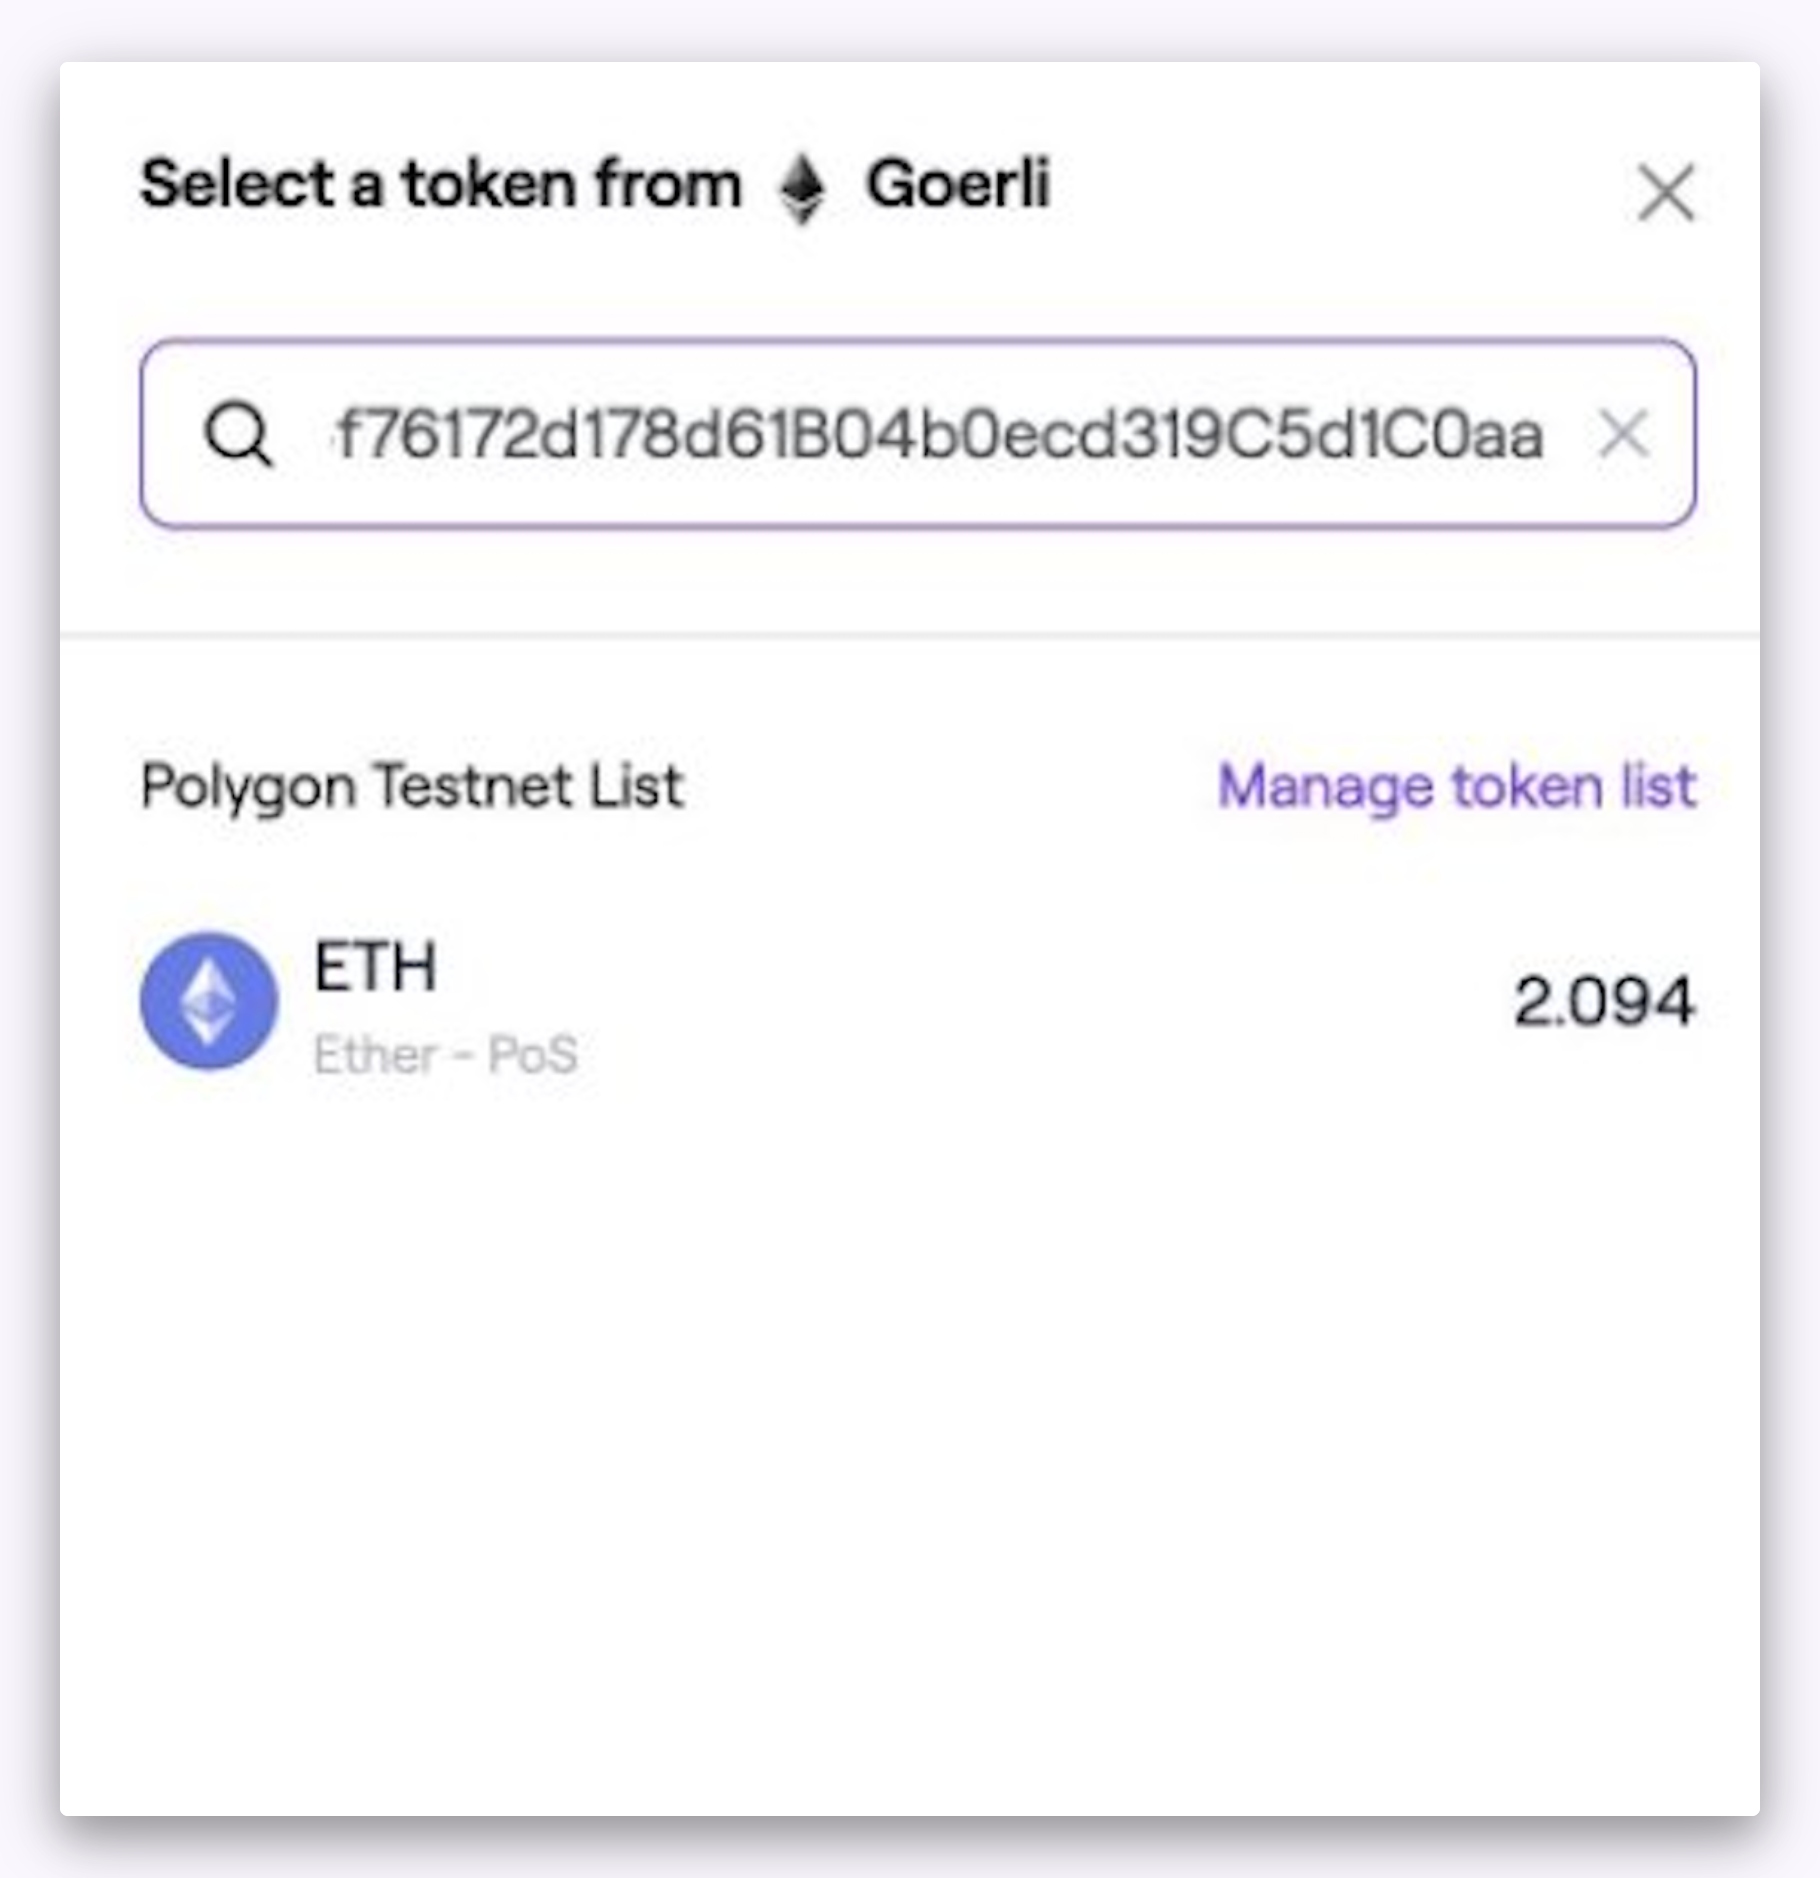 Select a token from Goerli
f76172d178d61B04b0ecd319C5d1C0aa
Polygon Testnet List
Manage token list
ETH
2.094
Ether - PoS